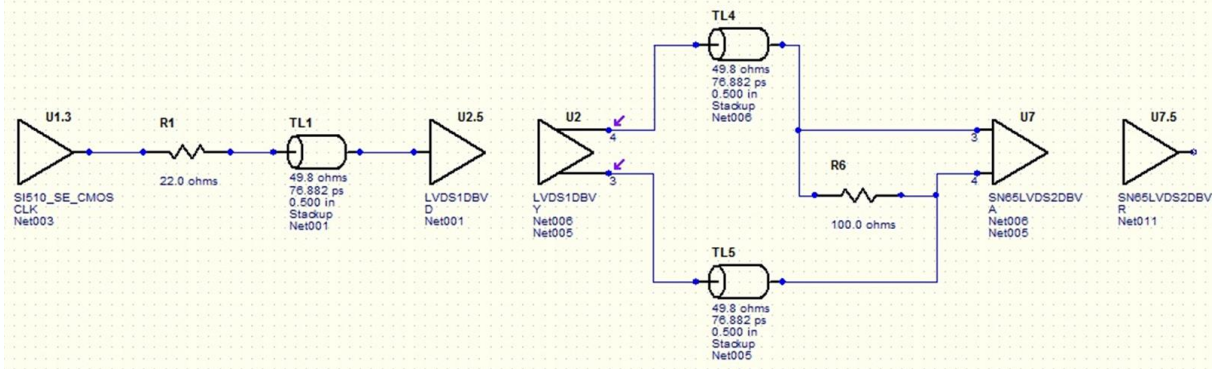 U1.3
SI510_SE_CMOS
CLK
Net003
R1
22.0 ohms
TL1
49.8 ohms
76.882 ps
0.500 in
Stackup
Net001
U2.5
LVDS1DBV
D
Net001
U2
4
3
LVDS1DBV
Y
Net006
Net005
TL4
49.8 ohms
76.882 ps
0.500 in
Stackup
Net006
R6
100.0 ohms
TL5
49.8 ohms
76.882 ps
0.500 in
Stackup
Net005
U7
3
4
SN65LVDS2DBV
A
Net006
Net005
U7.5
SN65LVDS2DBV
R
Net011